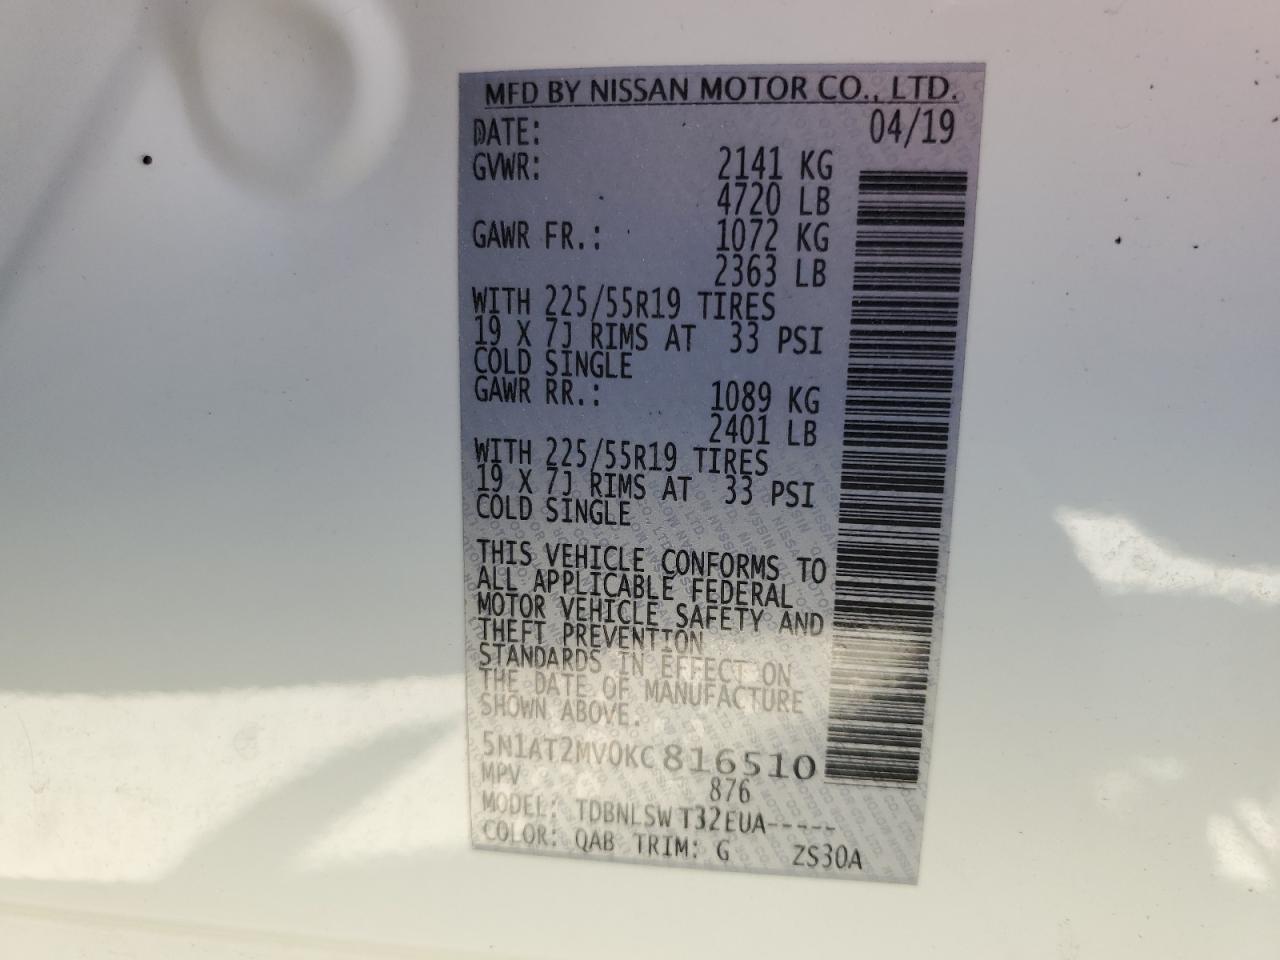 MFD BY NISSAN MOTOR CO., LTD.
DATE: 04/19
GVWR: 2141 KG
4720 LB
GAWR FR.: 1072 KG
2363 LB
WITH 225/55R19 TIRES
19 X 7J RIMS AT 33 PSI
COLD SINGLE
GAWR RR.: 1089 KG
2401 LB
WITH 225/55R19 TIRES
19 X 7J RIMS AT 33 PSI
COLD SINGLE
THIS VEHICLE CONFORMS TO
ALL APPLICABLE FEDERAL
MOTOR VEHICLE SAFETY AND
THEFT PREVENTION
STANDARDS IN EFFECT ON
THE DATE OF MANUFACTURE
SHOWN ABOVE.
5N1AT2MV0KC816510
MPV 876
MODEL: TDBNLSW T32EUA-----
COLOR: QAB TRIM: G ZS30A